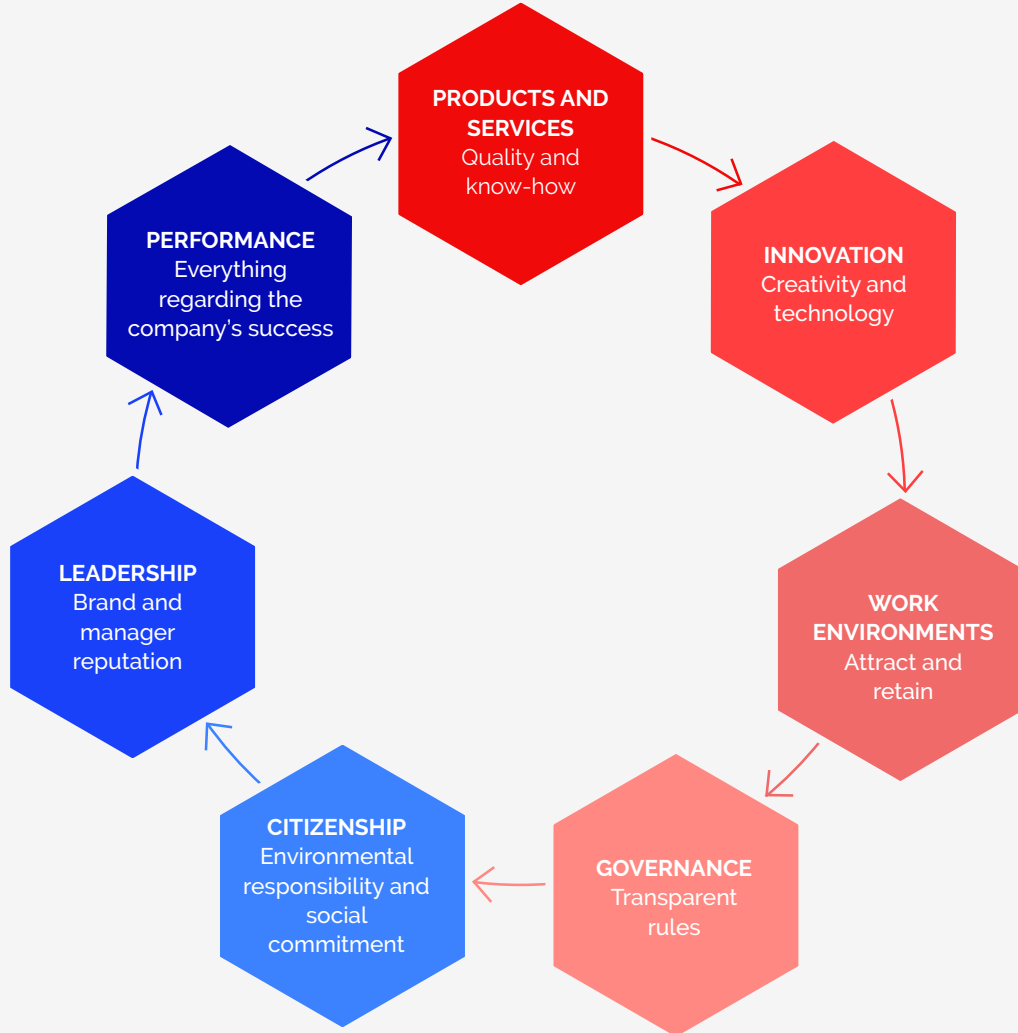 PRODUCTS AND
SERVICES
Quality and
know-how
INNOVATION
Creativity and
technology
WORK
ENVIRONMENTS
Attract and
retain
GOVERNANCE
Transparent
rules
CITIZENSHIP
Environmental
responsibility and
social
commitment
LEADERSHIP
Brand and
manager
reputation
PERFORMANCE
Everything
regarding the
company's success